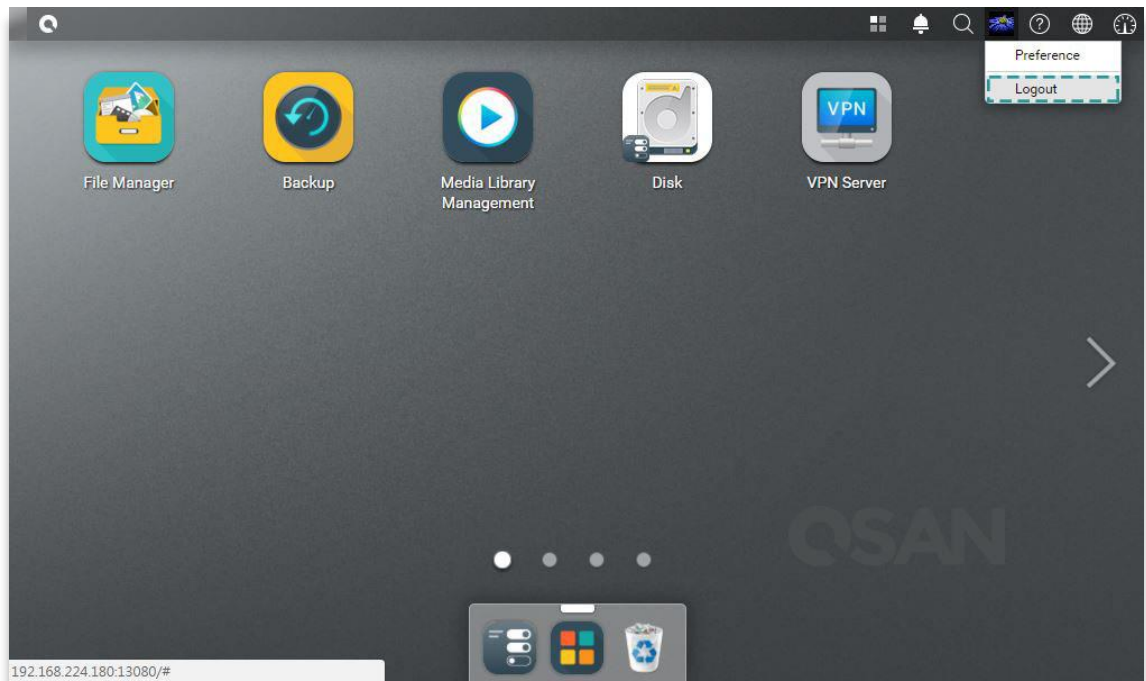 Preference
Logout
VPN
File Manager
Backup
Media Library
Management
Disk
VPN Server
QSAN
192.168.224.180:13080/#